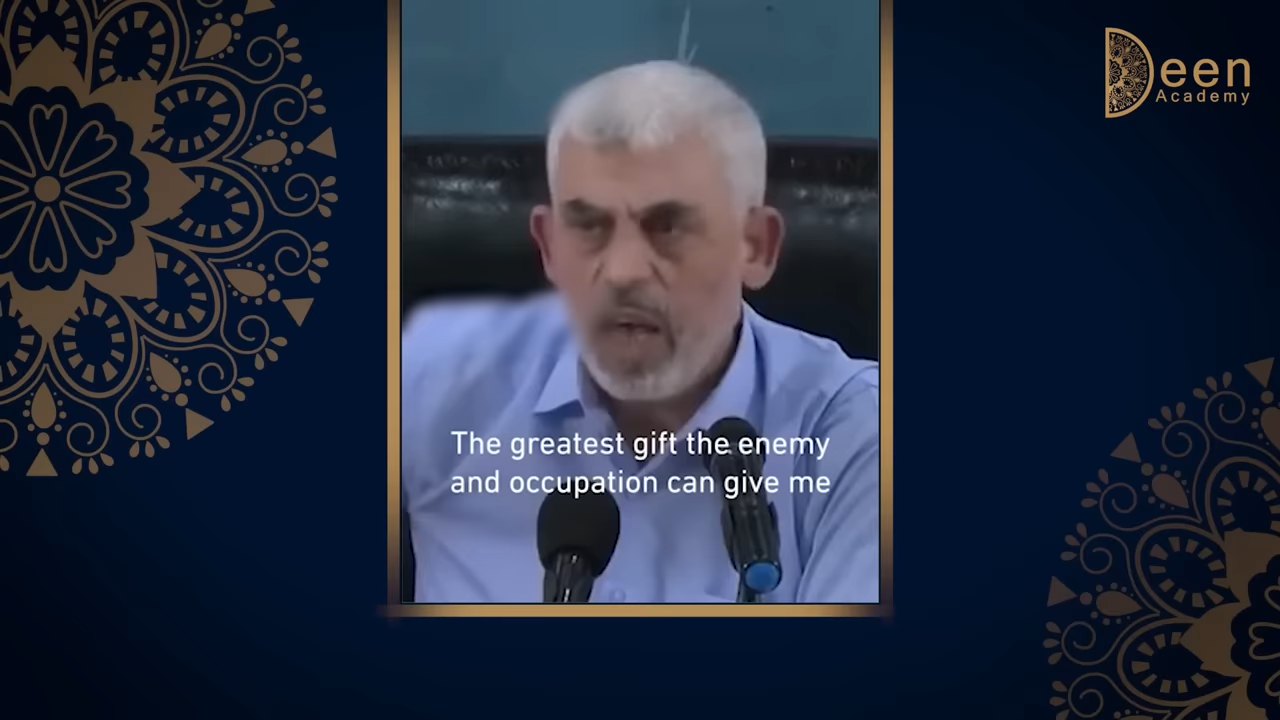 Deen
Academy
The greatest gift the enemy
and occupation can give me